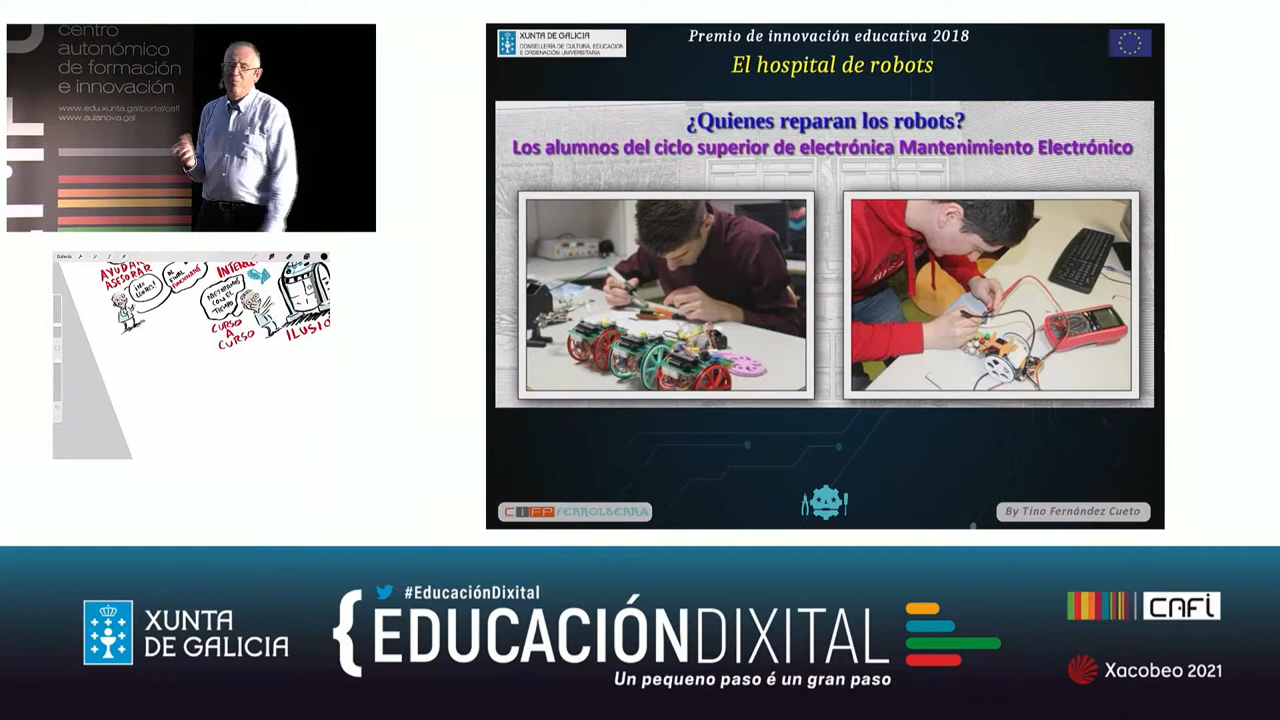 centro
autonómico
de formación
e innovación
www.edu.xunta.gal/portal/cafi
www.aulanova.gal
XUNTA DE GALICIA
CONSELLERÍA DE CULTURA, EDUCACIÓN
E ORDENACIÓN UNIVERSITARIA
Premio de innovación educativa 2018
El hospital de robots
¿Quienes reparan los robots?
Los alumnos del ciclo superior de electrónica Mantenimiento Electrónico
Galería
AYUDAR
ASESORAR
CURSO
A
CURSO
CIFP FERROLTERRA
By Tino Fernández Cueto
XUNTA
DE GALICIA
#EducaciónDixital
{EDUCACIÓNDIXITAL
Un pequeno paso é un gran paso
CAFi
Xacobeo 2021